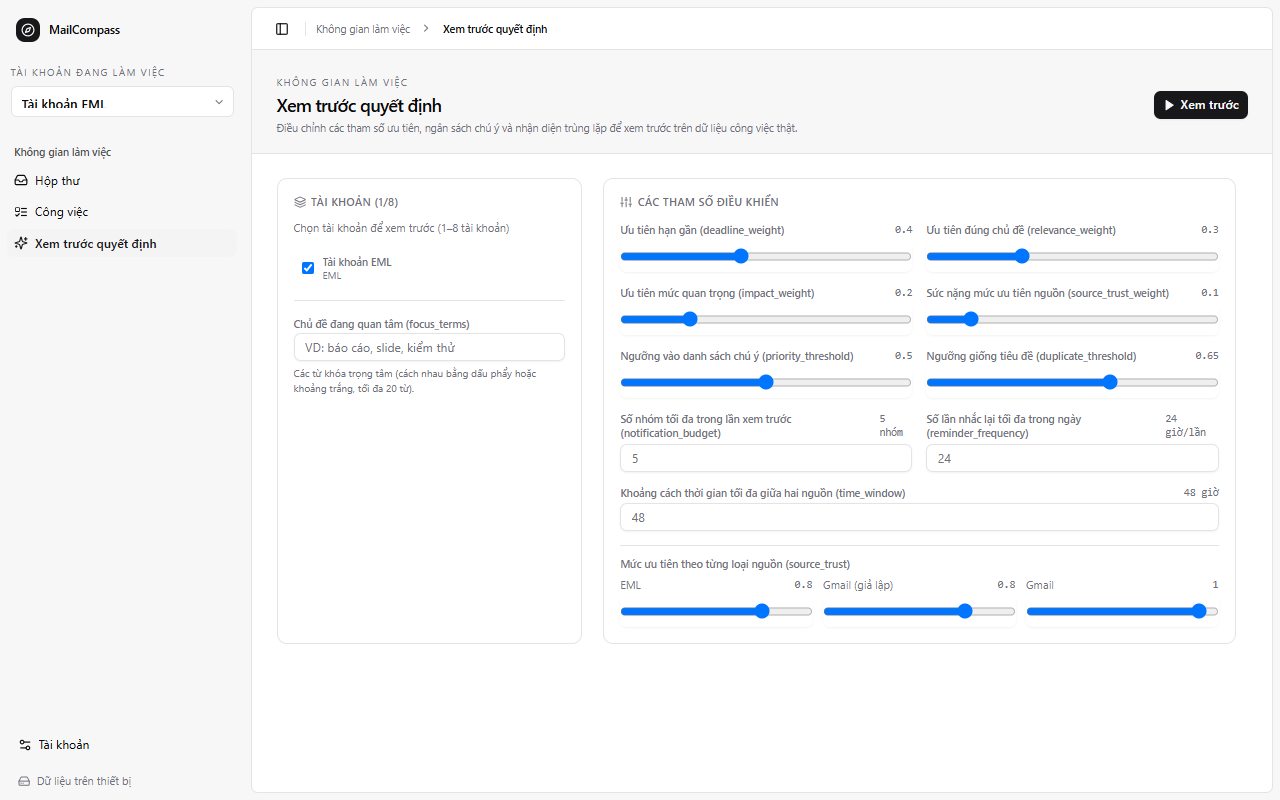 MailCompass
TÀI KHOẢN ĐANG LÀM VIỆC
Tài khoản EML
Không gian làm việc
Hộp thư
Công việc
Xem trước quyết định
Tài khoản
Dữ liệu trên thiết bị
Không gian làm việc > Xem trước quyết định
KHÔNG GIAN LÀM VIỆC
Xem trước quyết định
Điều chỉnh các tham số ưu tiên, ngân sách chú ý và nhận diện trùng lặp để xem trước trên dữ liệu công việc thật.
Xem trước
TÀI KHOẢN (1/8)
Chọn tài khoản để xem trước (1–8 tài khoản)
Tài khoản EML
EML
Chủ đề đang quan tâm (focus_terms)
VD: báo cáo, slide, kiểm thử
Các từ khóa trọng tâm (cách nhau bằng dấu phẩy hoặc
khoảng trắng, tối đa 20 từ).
CÁC THAM SỐ ĐIỀU KHIỂN
Ưu tiên hạn gần (deadline_weight) 0.4
Ưu tiên đúng chủ đề (relevance_weight) 0.3
Ưu tiên mức quan trọng (impact_weight) 0.2
Sức nặng mức ưu tiên nguồn (source_trust_weight) 0.1
Ngưỡng vào danh sách chú ý (priority_threshold) 0.5
Ngưỡng giống tiêu đề (duplicate_threshold) 0.65
Số nhóm tối đa trong lần xem trước
(notification_budget)
5
nhóm
5
Số lần nhắc lại tối đa trong ngày
(reminder_frequency)
24
giờ/lần
24
Khoảng cách thời gian tối đa giữa hai nguồn (time_window) 48 giờ
48
Mức ưu tiên theo từng loại nguồn (source_trust)
EML 0.8
Gmail (giả lập) 0.8
Gmail 1